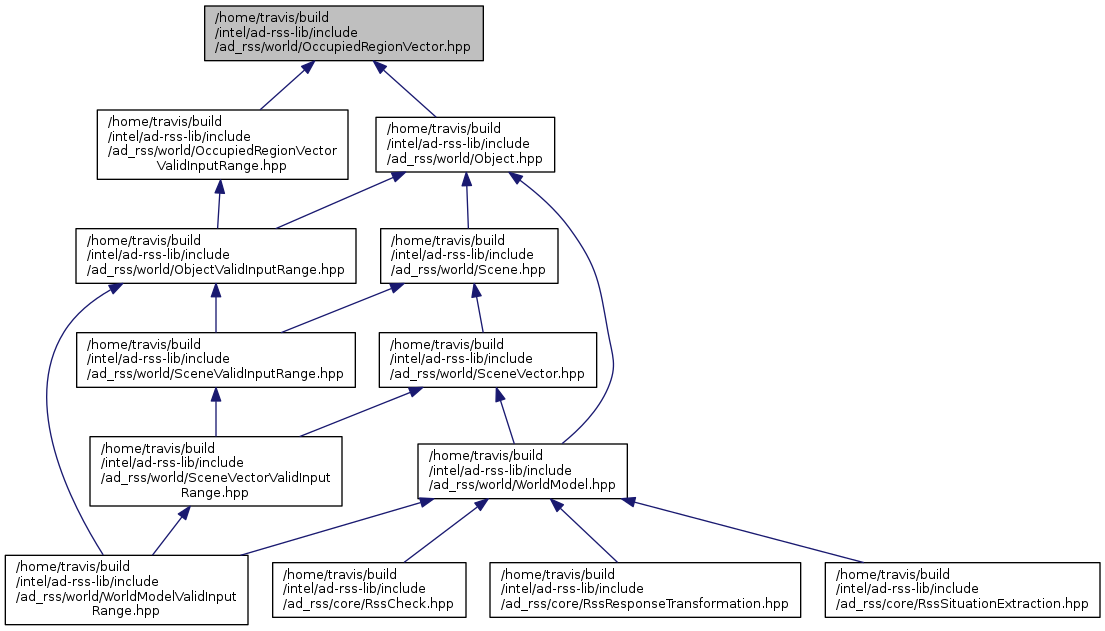 /home/travis/build
/intel/ad-rss-lib/include
/ad_rss/world/OccupiedRegionVector.hpp
/home/travis/build
/intel/ad-rss-lib/include
/ad_rss/world/OccupiedRegionVector
ValidInputRange.hpp
/home/travis/build
/intel/ad-rss-lib/include
/ad_rss/world/Object.hpp
/home/travis/build
/intel/ad-rss-lib/include
/ad_rss/world/ObjectValidInputRange.hpp
/home/travis/build
/intel/ad-rss-lib/include
/ad_rss/world/Scene.hpp
/home/travis/build
/intel/ad-rss-lib/include
/ad_rss/world/SceneValidInputRange.hpp
/home/travis/build
/intel/ad-rss-lib/include
/ad_rss/world/SceneVector.hpp
/home/travis/build
/intel/ad-rss-lib/include
/ad_rss/world/SceneVectorValidInput
Range.hpp
/home/travis/build
/intel/ad-rss-lib/include
/ad_rss/world/WorldModel.hpp
/home/travis/build
/intel/ad-rss-lib/include
/ad_rss/world/WorldModelValidInput
Range.hpp
/home/travis/build
/intel/ad-rss-lib/include
/ad_rss/core/RssCheck.hpp
/home/travis/build
/intel/ad-rss-lib/include
/ad_rss/core/RssResponseTransformation.hpp
/home/travis/build
/intel/ad-rss-lib/include
/ad_rss/core/RssSituationExtraction.hpp